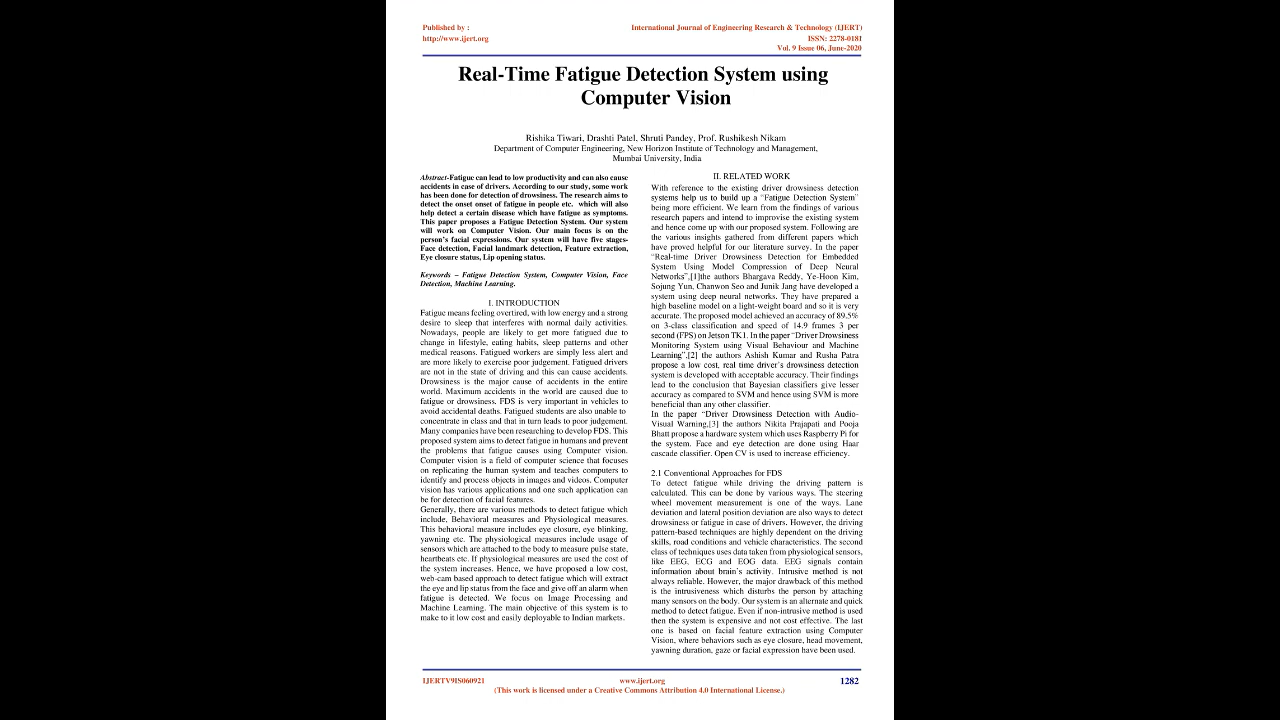 Published by :
http://www.ijert.org
International Journal of Engineering Research & Technology (IJERT)
ISSN: 2278-0181
Vol. 9 Issue 06, June-2020
Real-Time Fatigue Detection System using
Computer Vision
Rishika Tiwari, Drashti Patel, Shruti Pandey, Prof. Rushikesh Nikam
Department of Computer Engineering, New Horizon Institute of Technology and Management,
Mumbai University, India
Abstract-Fatigue can lead to low productivity and can also cause
accidents in case of drivers. According to our study, some work
has been done for detection of drowsiness. The research aims to
detect the onset onset of fatigue in people etc. which will also
help detect a certain disease which have fatigue as symptoms.
This paper proposes a Fatigue Detection System. Our system
will work on Computer Vision. Our main focus is on the
person's facial expressions. Our system will have five stages-
Face detection, Facial landmark detection, Feature extraction,
Eye closure status, Lip opening status.
Keywords – Fatigue Detection System, Computer Vision, Face
Detection, Machine Learning.
I. INTRODUCTION
Fatigue means feeling overtired, with low energy and a strong
desire to sleep that interferes with normal daily activities.
Nowadays, people are likely to get more fatigued due to
change in lifestyle, eating habits, sleep patterns and other
medical reasons. Fatigued workers are simply less alert and
are more likely to exercise poor judgement. Fatigued drivers
are not in the state of driving and this can cause accidents.
Drowsiness is the major cause of accidents in the entire
world. Maximum accidents in the world are caused due to
fatigue or drowsiness. FDS is very important in vehicles to
avoid accidental deaths. Fatigued students are also unable to
concentrate in class and that in turn leads to poor judgement.
Many companies have been researching to develop FDS. This
proposed system aims to detect fatigue in humans and prevent
the problems that fatigue causes using Computer vision.
Computer vision is a field of computer science that focuses
on replicating the human system and teaches computers to
identify and process objects in images and videos. Computer
vision has various applications and one such application can
be for detection of facial features.
Generally, there are various methods to detect fatigue which
include, Behavioral measures and Physiological measures.
This behavioral measure includes eye closure, eye blinking,
yawning etc. The physiological measures include usage of
sensors which are attached to the body to measure pulse state,
heartbeats etc. If physiological measures are used the cost of
the system increases. Hence, we have proposed a low cost,
web-cam based approach to detect fatigue which will extract
the eye and lip status from the face and give off an alarm when
fatigue is detected. We focus on Image Processing and
Machine Learning. The main objective of this system is to
make to it low cost and easily deployable to Indian markets.
II. RELATED WORK
With reference to the existing driver drowsiness detection
systems help us to build up a “Fatigue Detection System”
being more efficient. We learn from the findings of various
research papers and intend to improvise the existing system
and hence come up with our proposed system. Following are
the various insights gathered from different papers which
have proved helpful for our literature survey. In the paper
“Real-time Driver Drowsiness Detection for Embedded
System Using Model Compression of Deep Neural
Networks”,[1]the authors Bhargava Reddy, Ye-Hoon Kim,
Sojung Yun, Chanwon Seo and Junik Jang have developed a
system using deep neural networks. They have prepared a
high baseline model on a light-weight board and so it is very
accurate. The proposed model achieved an accuracy of 89.5%
on 3-class classification and speed of 14.9 frames 3 per
second (FPS) on Jetson TK1. In the paper “Driver Drowsiness
Monitoring System using Visual Behaviour and Machine
Learning”,[2] the authors Ashish Kumar and Rusha Patra
propose a low cost, real time driver's drowsiness detection
system is developed with acceptable accuracy. Their findings
lead to the conclusion that Bayesian classifiers give lesser
accuracy as compared to SVM and hence using SVM is more
beneficial than any other classifier.
In the paper “Driver Drowsiness Detection with Audio-
Visual Warning,[3] the authors Nikita Prajapati and Pooja
Bhatt propose a hardware system which uses Raspberry Pi for
the system. Face and eye detection are done using Haar
cascade classifier. Open CV is used to increase efficiency.
2.1 Conventional Approaches for FDS
To detect fatigue while driving the driving pattern is
calculated. This can be done by various ways. The steering
wheel movement measurement is one of the ways. Lane
deviation and lateral position deviation are also ways to detect
drowsiness or fatigue in case of drivers. However, the driving
pattern-based techniques are highly dependent on the driving
skills, road conditions and vehicle characteristics. The second
class of techniques uses data taken from physiological sensors,
like EEG, ECG and EOG data. EEG signals contain
information about brain's activity. Intrusive method is not
always reliable. However, the major drawback of this method
is the intrusiveness which disturbs the person by attaching
many sensors on the body. Our system is an alternate and quick
method to detect fatigue. Even if non-intrusive method is used
then the system is expensive and not cost effective. The last
one is based on facial feature extraction using Computer
Vision, where behaviors such as eye closure, head movement,
yawning duration, gaze or facial expression have been used.
IJERTV9IS060921
www.ijert.org
1282
(This work is licensed under a Creative Commons Attribution 4.0 International License.)